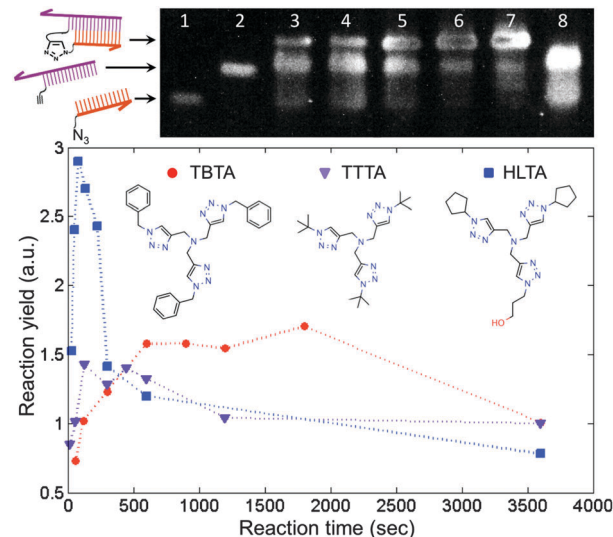 1 2 3 4 5 6 7 8
N₃
3
TBTA TTTA HLTA
2.5
2
1.5
1
0.5
Reaction yield (a.u.)
N N N
N N N
N
N N N
N N N
N N N
N
N N N
N N N
N N N
N
N N N
HO
0 500 1000 1500 2000 2500 3000 3500 4000
Reaction time (sec)